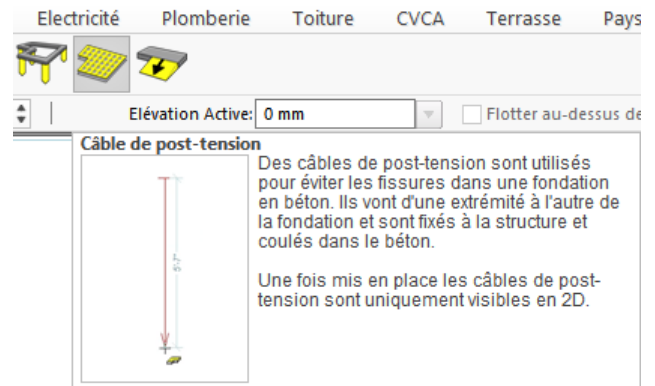 Electricité Plomberie Toiture CVCA Terrasse Pays
Elévation Active: 0 mm Flotter au-dessus de
Câble de post-tension
Des câbles de post-tension sont utilisés
pour éviter les fissures dans une fondation
en béton. Ils vont d'une extrémité à l'autre de
la fondation et sont fixés à la structure et
coulés dans le béton.
Une fois mis en place les câbles de post-
tension sont uniquement visibles en 2D.
5'-7"